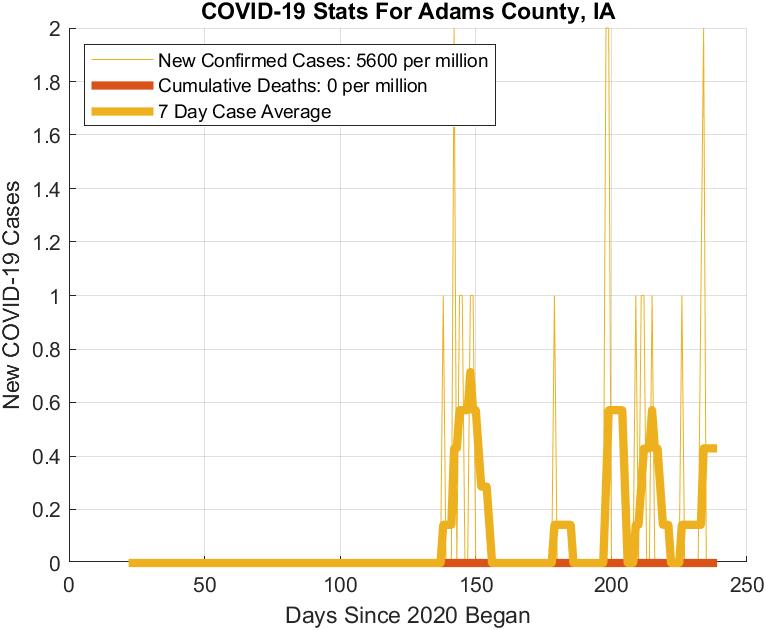 COVID-19 Stats For Adams County, IA
New Confirmed Cases: 5600 per million
Cumulative Deaths: 0 per million
7 Day Case Average
New COVID-19 Cases
2
1.8
1.6
1.4
1.2
1
0.8
0.6
0.4
0.2
0
0 50 100 150 200 250
Days Since 2020 Began